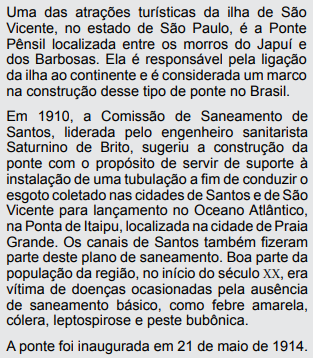 Uma das atrações turísticas da ilha de São
Vicente, no estado de São Paulo, é a Ponte
Pênsil localizada entre os morros do Japuí e
dos Barbosas. Ela é responsável pela ligação
da ilha ao continente e é considerada um marco
na construção desse tipo de ponte no Brasil.
Em 1910, a Comissão de Saneamento de
Santos, liderada pelo engenheiro sanitarista
Saturnino de Brito, sugeriu a construção da
ponte com o propósito de servir de suporte à
instalação de uma tubulação a fim de conduzir o
esgoto coletado nas cidades de Santos e de São
Vicente para lançamento no Oceano Atlântico,
na Ponta de Itaipu, localizada na cidade de Praia
Grande. Os canais de Santos também fizeram
parte deste plano de saneamento. Boa parte da
população da região, no início do século XX, era
vítima de doenças ocasionadas pela ausência
de saneamento básico, como febre amarela,
cólera, leptospirose e peste bubônica.
A ponte foi inaugurada em 21 de maio de 1914.